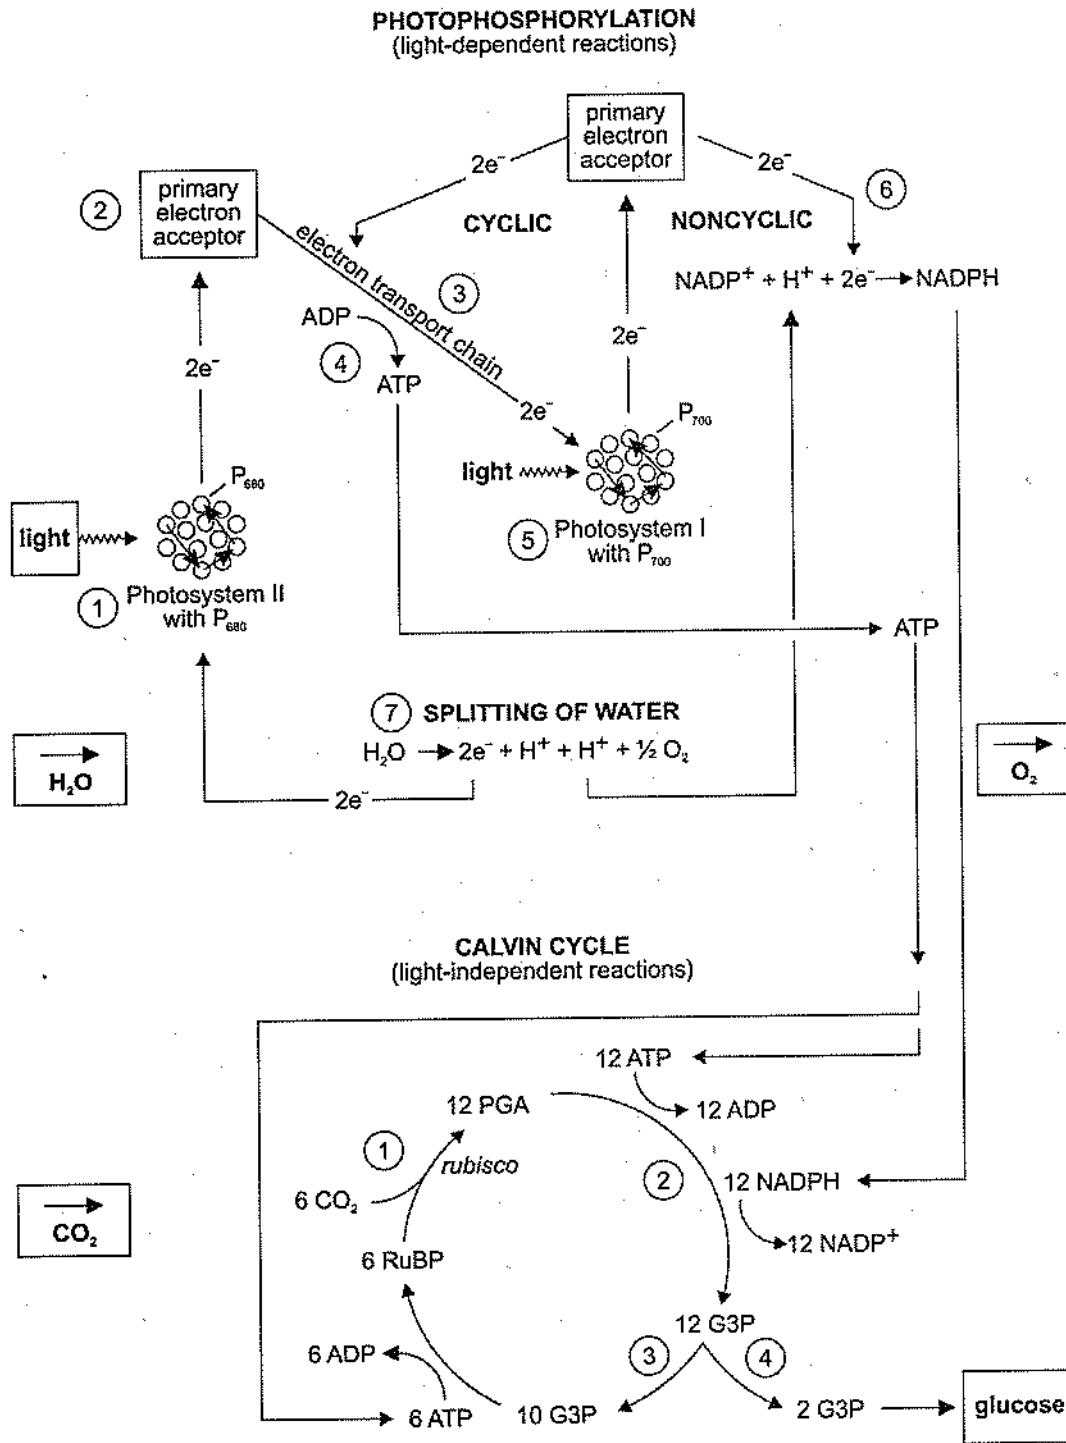 PHOTOPHOSPHORYLATION
(light-dependent reactions)
primary
electron
acceptor
2e⁻
2e⁻
6
2
primary
electron
acceptor
CYCLIC
NONCYCLIC
electron transport chain
3
NADP⁺ + H⁺ + 2e⁻ → NADPH
ADP
4
ATP
2e⁻
2e⁻
2e⁻
P₇₀₀
light
5
Photosystem I
with P₇₀₀
P₆₈₀
light
1
Photosystem II
with P₆₈₀
ATP
7 SPLITTING OF WATER
H₂O → 2e⁻ + H⁺ + H⁺ + ½ O₂
2e⁻
H₂O
O₂
CALVIN CYCLE
(light-independent reactions)
12 ATP
12 ADP
12 PGA
1
rubisco
2
12 NADPH
12 NADP⁺
6 CO₂
CO₂
6 RuBP
12 G3P
3
4
6 ADP
6 ATP
10 G3P
2 G3P
glucose